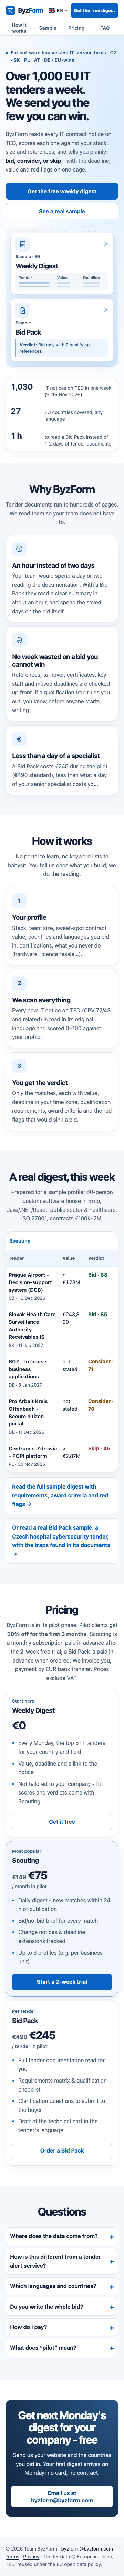 ByzForm
EN
Get the free digest
How it works
Sample
Pricing
FAQ
For software houses and IT service firms · CZ
· SK · PL · AT · DE · EU-wide
Over 1,000 EU IT
tenders a week.
We send you the
few you can win.
ByzForm reads every IT contract notice on
TED, scores each one against your stack,
size and references, and tells you plainly:
bid, consider, or skip - with the deadline,
value and red flags on one page.
Get the free weekly digest
See a real sample
Sample · EN
Weekly Digest
Tender Value Deadline
Sample
Bid Pack
Verdict: Bid only with 2 qualifying
references.
1,030
IT notices on TED in one week
(9–16 Nov 2026)
27
EU countries covered, any
language
1 h
to read a Bid Pack instead of
1–2 days of tender documents
Why ByzForm
Tender documents run to hundreds of pages.
We read them so your team does not have
to.
An hour instead of two days
Your team would spend a day or two
reading the documentation. With a Bid
Pack they read a clear summary in
about an hour, and spend the saved
days on the bid itself.
No week wasted on a bid you
cannot win
References, turnover, certificates, key
staff and moved deadlines are checked
up front. If a qualification trap rules you
out, you know before anyone starts
writing.
€
Less than a day of a specialist
A Bid Pack costs €245 during the pilot
(€490 standard), less than what a day
of your senior specialist costs you.
How it works
No portal to learn, no keyword lists to
babysit. You tell us once what you build, we
do the reading.
1
Your profile
Stack, team size, sweet-spot contract
value, countries and languages you bid
in, certifications, what you never do
(hardware, licence resale…).
2
We scan everything
Every new IT notice on TED (CPV 72/48
and related) is read in its original
language and scored 0–100 against
your profile.
3
You get the verdict
Only the matches, each with value,
deadline in your time zone, qualification
requirements, award criteria and the red
flags that would sink a bid.
A real digest, this week
Prepared for a sample profile: 60-person
custom software house in Brno,
Java/.NET/React, public sector & healthcare,
ISO 27001, contracts €100k–2M.
Scouting
Tender Value Verdict
Prague Airport -
Decision-support
system (DCB)
CZ · 16 Dec 2026
≈
€1.23M
Bid · 88
Slovak Health Care
Surveillance
Authority -
Receivables IS
SK · 11 Jan 2027
€243,8
90
Bid · 85
BGZ - In-house
business
applications
DE · 8 Jan 2027
not
stated
Consider ·
71
Pro Arbeit Kreis
Offenbach -
Secure citizen
portal
DE · 11 Dec 2026
not
stated
Consider ·
70
Centrum e-Zdrowia
- POPI platform
PL · 30 Nov 2026
≈
€2.87M
Skip · 45
Read the full sample digest with
requirements, award criteria and red
flags →
Or read a real Bid Pack sample: a
Czech hospital cybersecurity tender,
with the traps found in its documents
→
Pricing
ByzForm is in its pilot phase. Pilot clients get
50% off for the first 3 months. Scouting is
a monthly subscription paid in advance after
the 2-week free trial; a Bid Pack is paid in
advance when ordered. We invoice you,
payment by EUR bank transfer. Prices
exclude VAT.
Start here
Weekly Digest
€0
Every Monday, the top 5 IT tenders
for your country and field
Value, deadline and a link to the
notice
Not tailored to your company - fit
scores and verdicts come with
Scouting
Get it free
Most popular
Scouting
€149 €75
/ month in pilot
Daily digest - new matches within 24
h of publication
Bid/no-bid brief for every match
Change notices & deadline
extensions tracked
Up to 3 profiles (e.g. per business
unit)
Start a 2-week trial
Per tender
Bid Pack
€490 €245
/ tender in pilot
Full tender documentation read for
you
Requirements matrix & qualification
checklist
Clarification questions to submit to
the buyer
Draft of the technical part in the
tender's language
Order a Bid Pack
Questions
Where does the data come from? +
How is this different from a tender
alert service? +
Which languages and countries? +
Do you write the whole bid? +
How do I pay? +
What does "pilot" mean? +
Get next Monday's
digest for your
company - free
Send us your website and the countries
you bid in. Your first digest arrives on
Monday; no card, no contract.
Email us at
byzform@byzform.com
© 2026 Team ByzForm · byzform@byzform.com ·
Terms · Privacy · Tender data © European Union,
TED, reused under the EU open data policy.